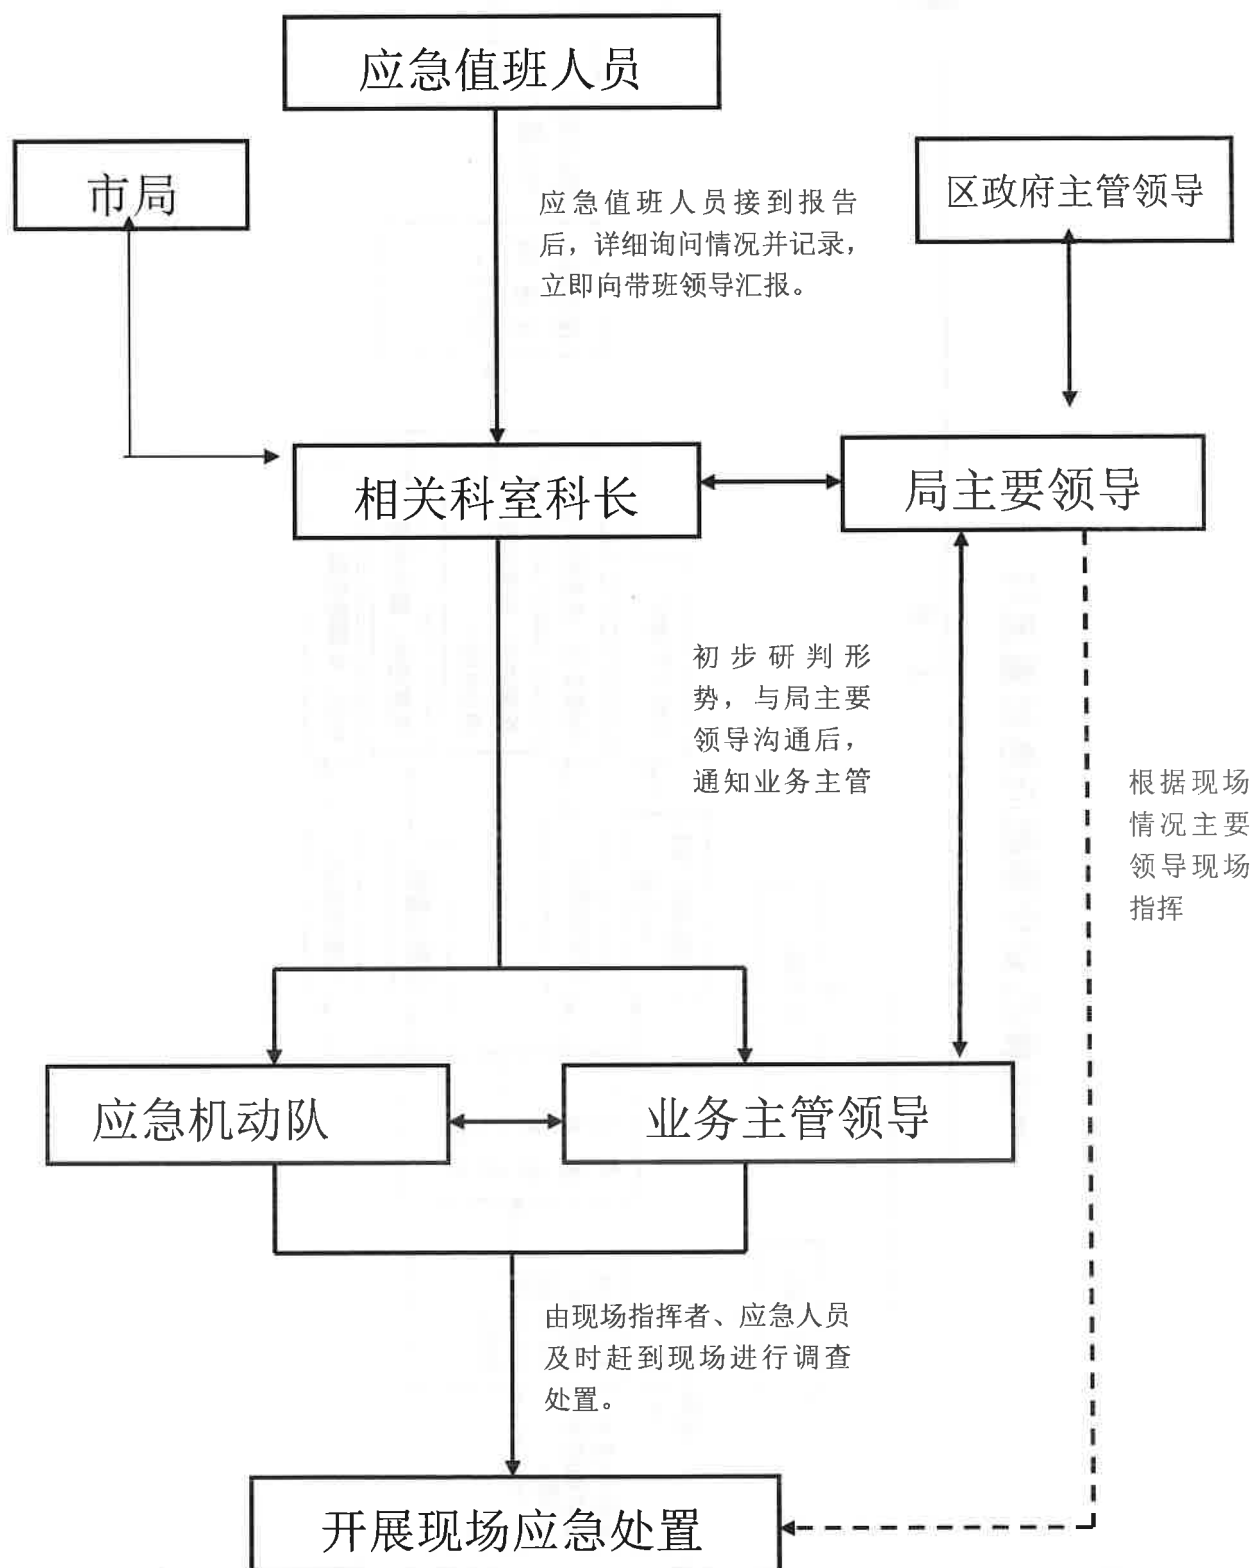 应急值班人员
市局
区政府主管领导
应急值班人员接到报告
后，详细询问情况并记录，
立即向带班领导汇报。
相关科室科长
局主要领导
初步研判形
势，与局主要
领导沟通后，
通知业务主管
根据现场
情况主要
领导现场
指挥
应急机动队
业务主管领导
由现场指挥者、应急人员
及时赶到现场进行调查
处置。
开展现场应急处置